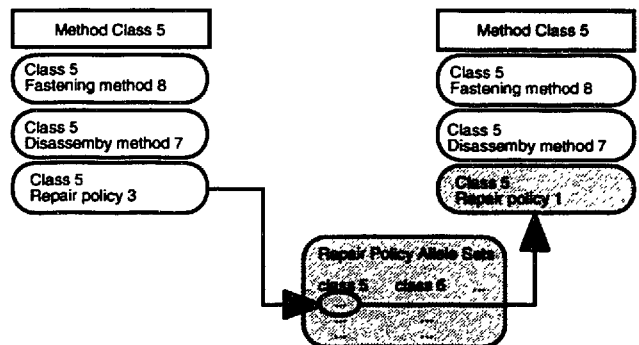 Method Class 5
Class 5
Fastening method 8
Class 5
Disassemby method 7
Class 5
Repair policy 3
Method Class 5
Class 5
Fastening method 8
Class 5
Disassemby method 7
Class 5
Repair policy 1
Repair Policy Allele Sets
class 5 class 6 ...
... 
... ...
... ...